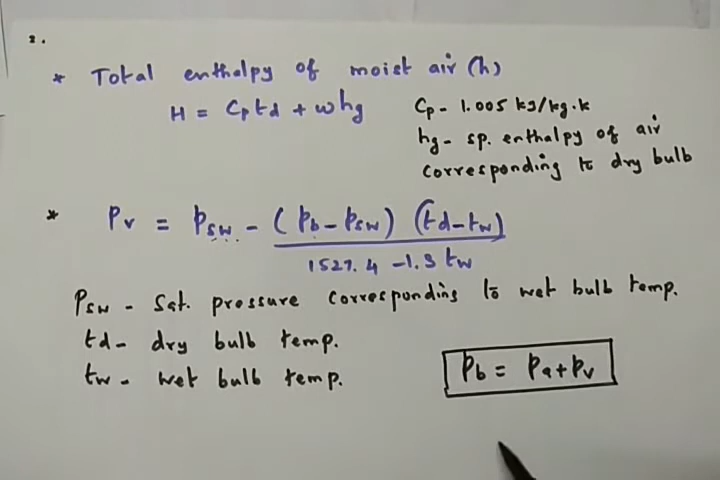 2.
* Total enthalpy of moist air (h)
H = Cptd + whg
Cp - 1.005 kJ/kg.k
hg - sp. enthalpy of air
corresponding to dry bulb
* Pv = Psw - (Pb - Psw) (td - tw)
1527.4 - 1.3 tw
Psw - Sat. pressure corresponding to wet bulb temp.
td - dry bulb temp.
tw - wet bulb temp.
Pb = Pa + Pv